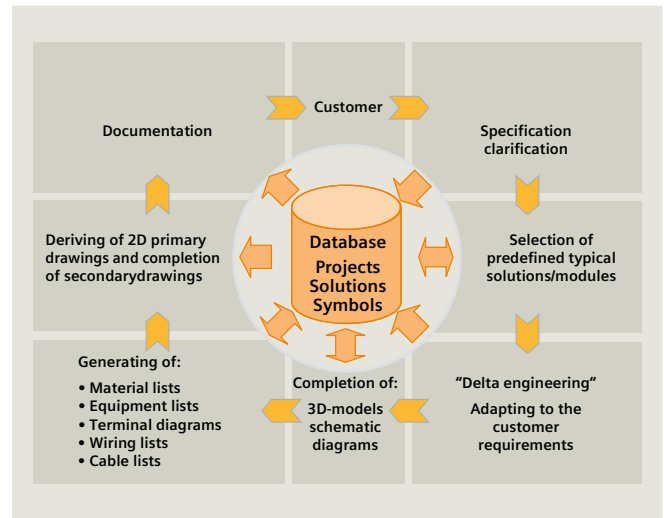 Customer
Documentation
Specification
clarification
Deriving of 2D primary
drawings and completion
of secondarydrawings
Database
Projects
Solutions
Symbols
Selection of
predefined typical
solutions/modules
Generating of:
• Material lists
• Equipment lists
• Terminal diagrams
• Wiring lists
• Cable lists
Completion of:
3D-models
schematic
diagrams
“Delta engineering“
Adapting to the
customer
requirements